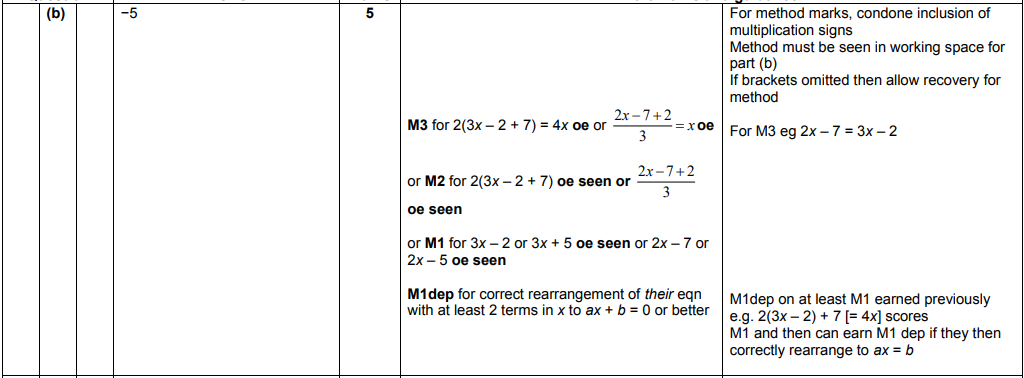 (b)
–5
5
M3 for 2(3x – 2 + 7) = 4x oe or (2x – 7 + 2)/3 = x oe
or M2 for 2(3x – 2 + 7) oe seen or (2x – 7 + 2)/3
oe seen
or M1 for 3x – 2 or 3x + 5 oe seen or 2x – 7 or
2x – 5 oe seen
M1dep for correct rearrangement of their eqn
with at least 2 terms in x to ax + b = 0 or better
For method marks, condone inclusion of
multiplication signs
Method must be seen in working space for
part (b)
If brackets omitted then allow recovery for
method
For M3 eg 2x – 7 = 3x – 2
M1dep on at least M1 earned previously
e.g. 2(3x – 2) + 7 [= 4x] scores
M1 and then can earn M1 dep if they then
correctly rearrange to ax = b